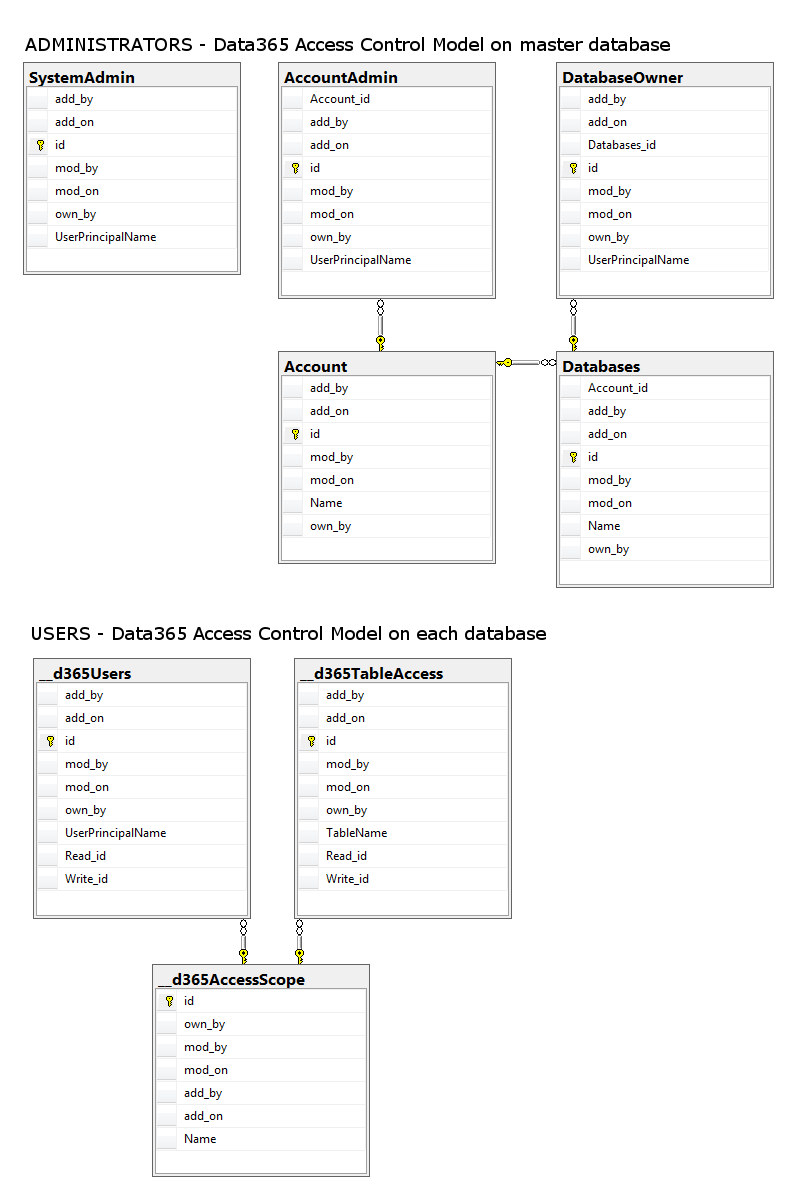 ADMINISTRATORS - Data365 Access Control Model on master database
SystemAdmin
add_by
add_on
id
mod_by
mod_on
own_by
UserPrincipalName
AccountAdmin
Account_id
add_by
add_on
id
mod_by
mod_on
own_by
UserPrincipalName
DatabaseOwner
add_by
add_on
Databases_id
id
mod_by
mod_on
own_by
UserPrincipalName
Account
add_by
add_on
id
mod_by
mod_on
Name
own_by
Databases
Account_id
add_by
add_on
id
mod_by
mod_on
Name
own_by
USERS - Data365 Access Control Model on each database
__d365Users
add_by
add_on
id
mod_by
mod_on
own_by
UserPrincipalName
Read_id
Write_id
__d365TableAccess
add_by
add_on
id
mod_by
mod_on
own_by
TableName
Read_id
Write_id
__d365AccessScope
id
own_by
mod_by
mod_on
add_by
add_on
Name